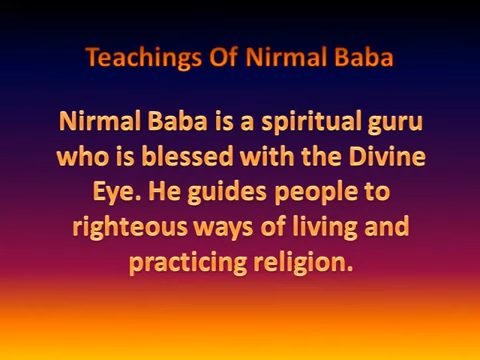 Teachings Of Nirmal Baba
Nirmal Baba is a spiritual guru
who is blessed with the Divine
Eye. He guides people to
righteous ways of living and
practicing religion.